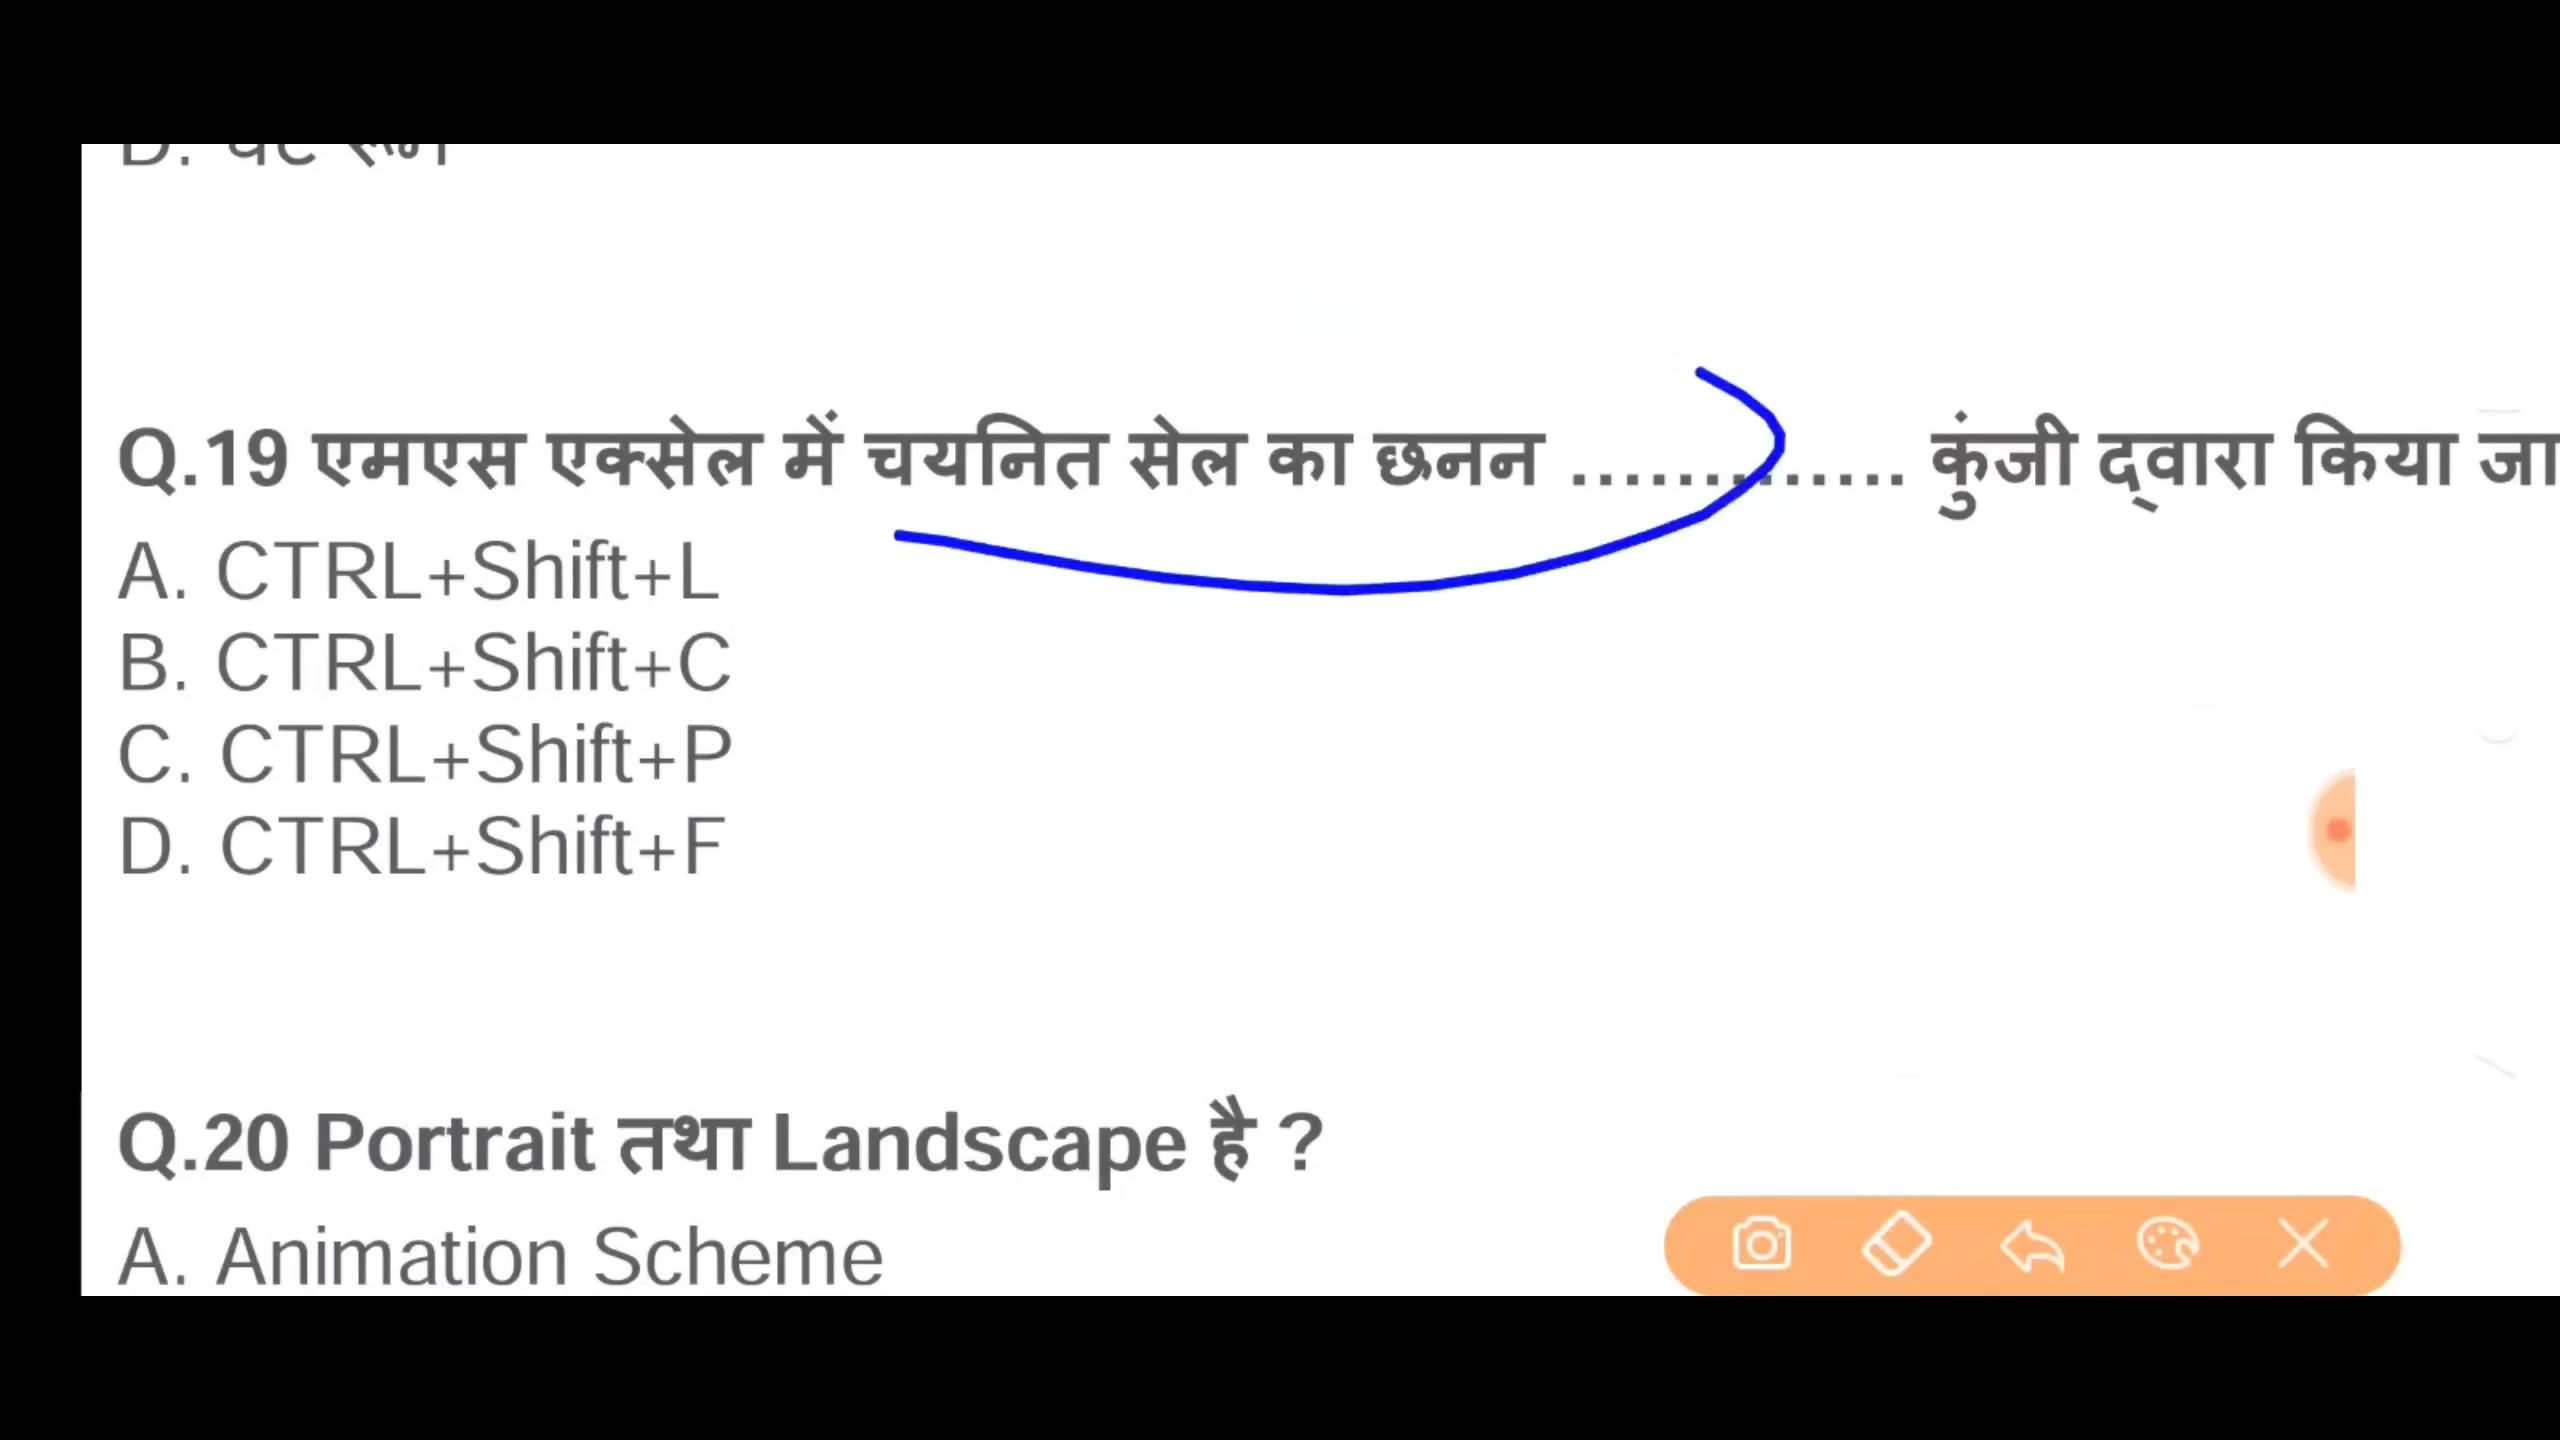 Q.19 एमएस एक्सेल में चयनित सेल का छनन ............. कुंजी द्वारा किया जा
A. CTRL+Shift+L
B. CTRL+Shift+C
C. CTRL+Shift+P
D. CTRL+Shift+F
Q.20 Portrait तथा Landscape है ?
A. Animation Scheme